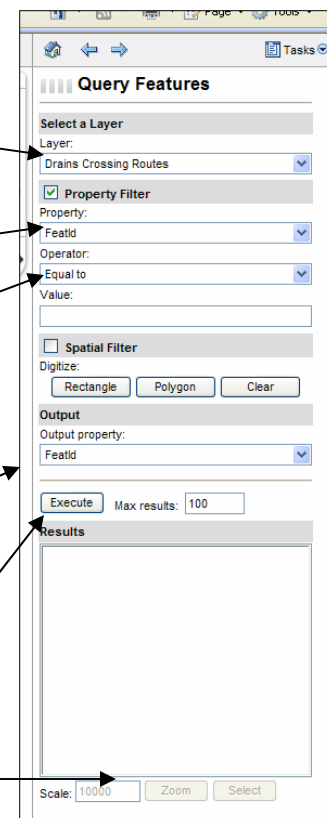 Page Tools
Tasks
Query Features
Select a Layer
Layer:
Drains Crossing Routes
Property Filter
Property:
FeatId
Operator:
Equal to
Value:
Spatial Filter
Digitize:
Rectangle Polygon Clear
Output
Output property:
FeatId
Execute Max results: 100
Results
Scale: 10000 Zoom Select